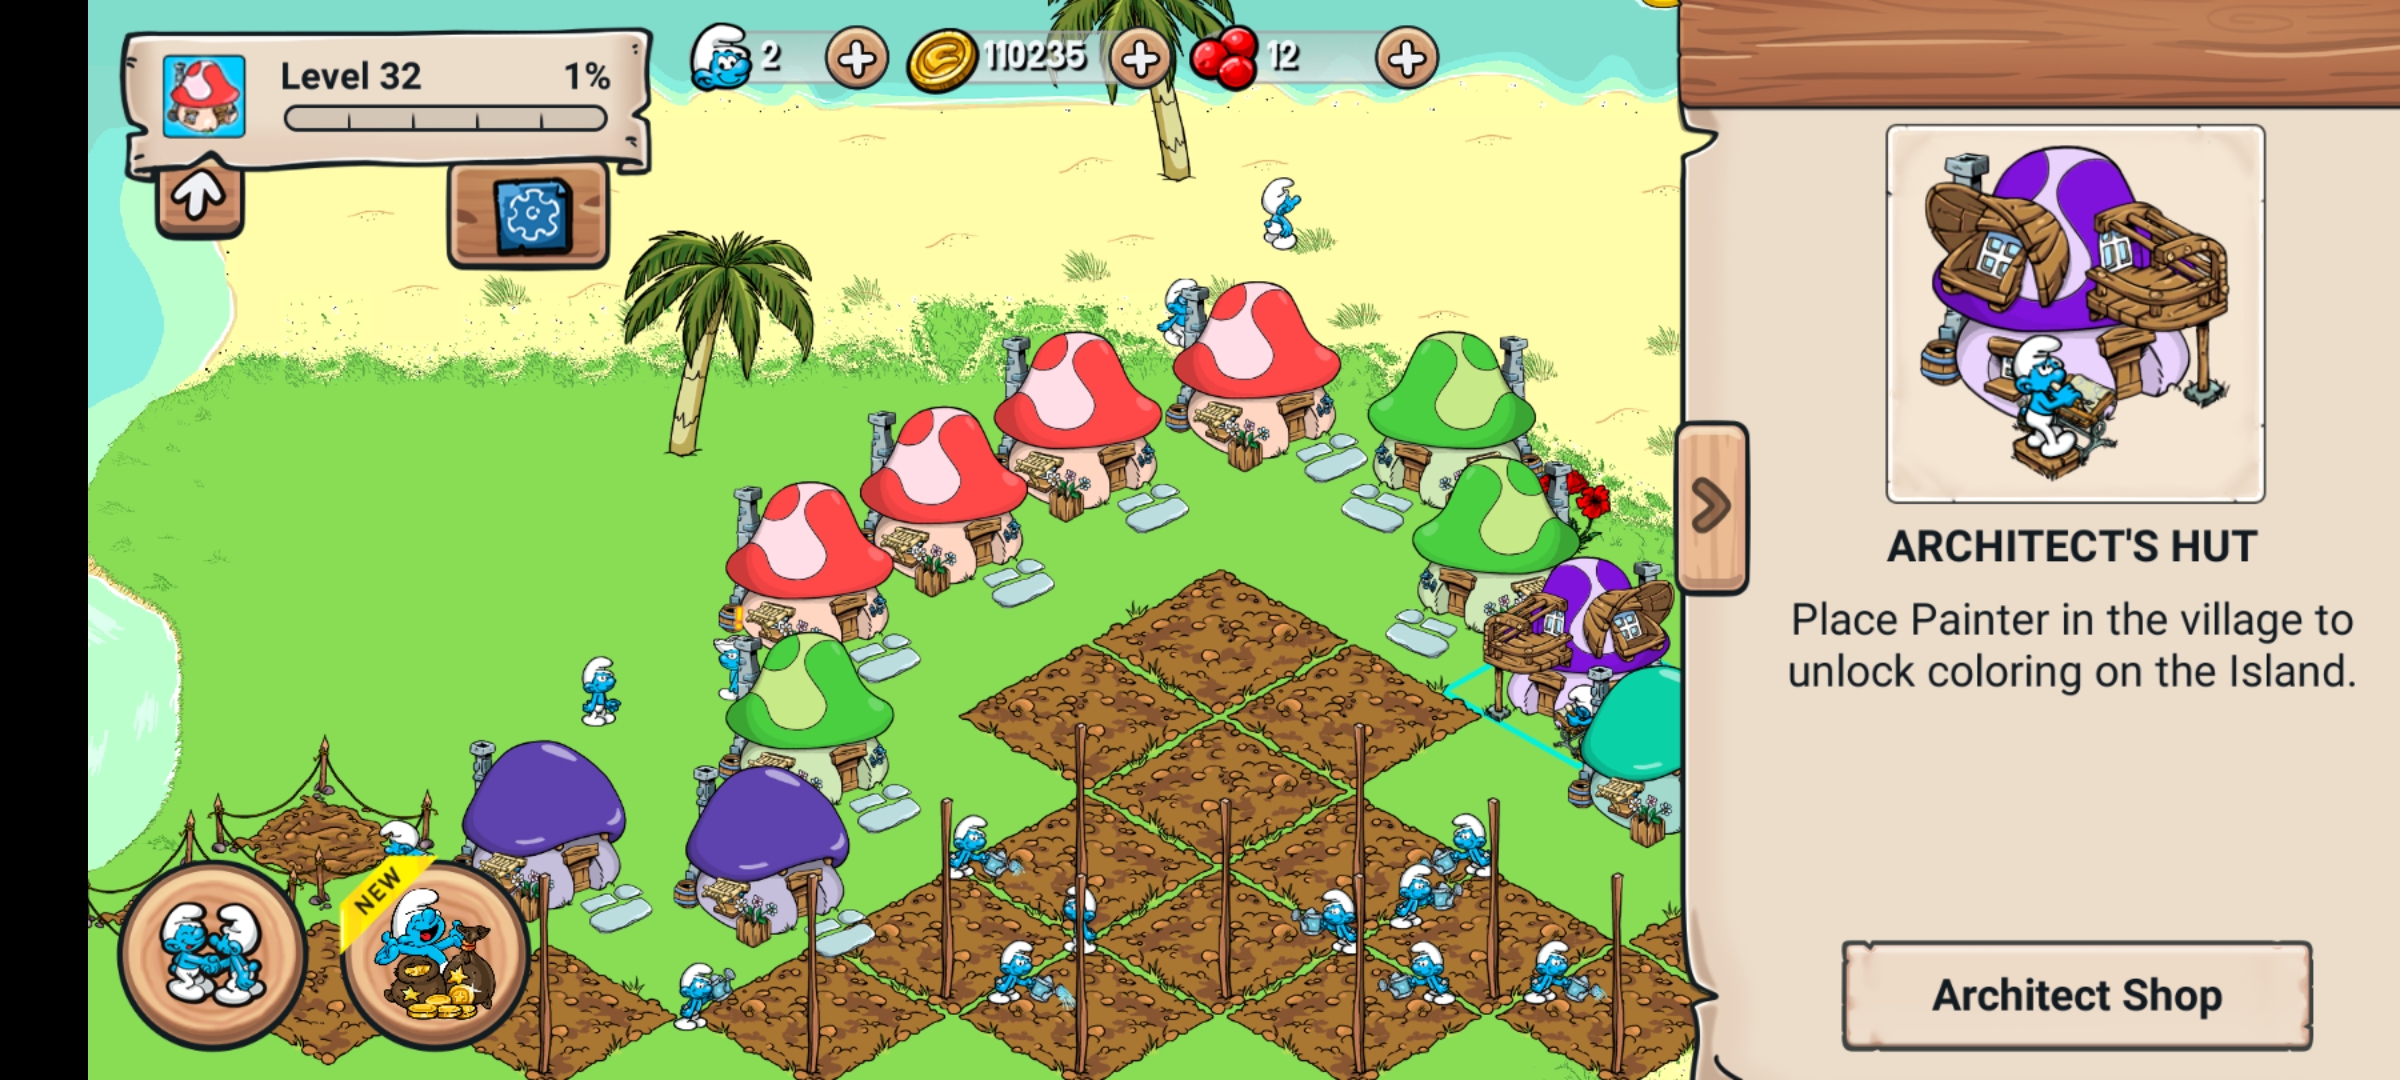 Level 32 1%
2
110235
12
ARCHITECT'S HUT
Place Painter in the village to
unlock coloring on the Island.
NEW
Architect Shop